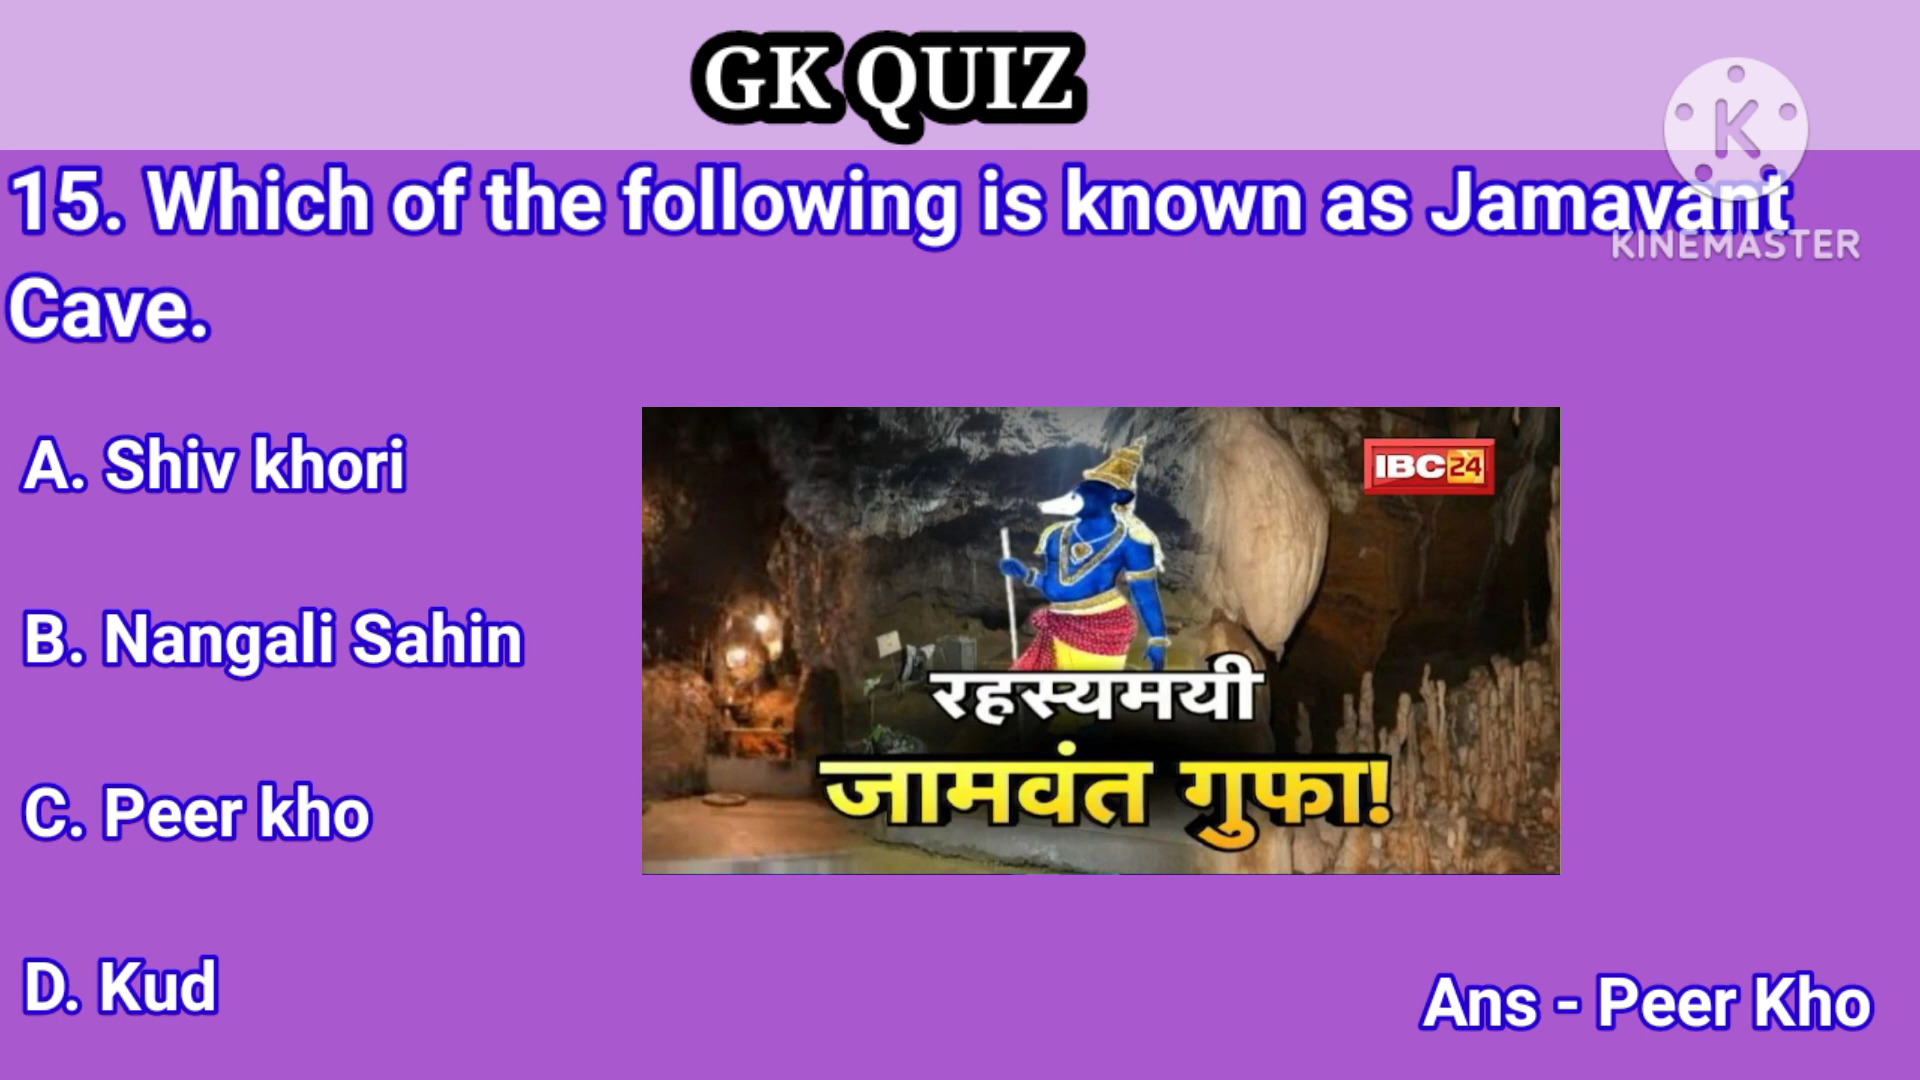 GK QUIZ
K
KINEMASTER
15. Which of the following is known as Jamavant
Cave.
A. Shiv khori
B. Nangali Sahin
C. Peer kho
D. Kud
IBC24
रहस्यमयी
जामवंत गुफा!
Ans - Peer Kho